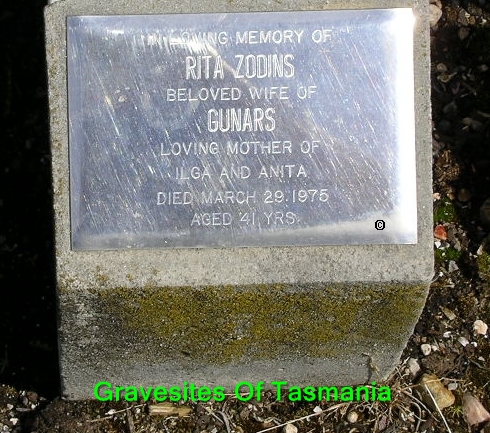 IN LOVING MEMORY OF
RITA ZODINS
BELOVED WIFE OF
GUNARS
LOVING MOTHER OF
ILGA AND ANITA
DIED MARCH 29.1975
AGED 41 YRS.
©
Gravesites Of Tasmania